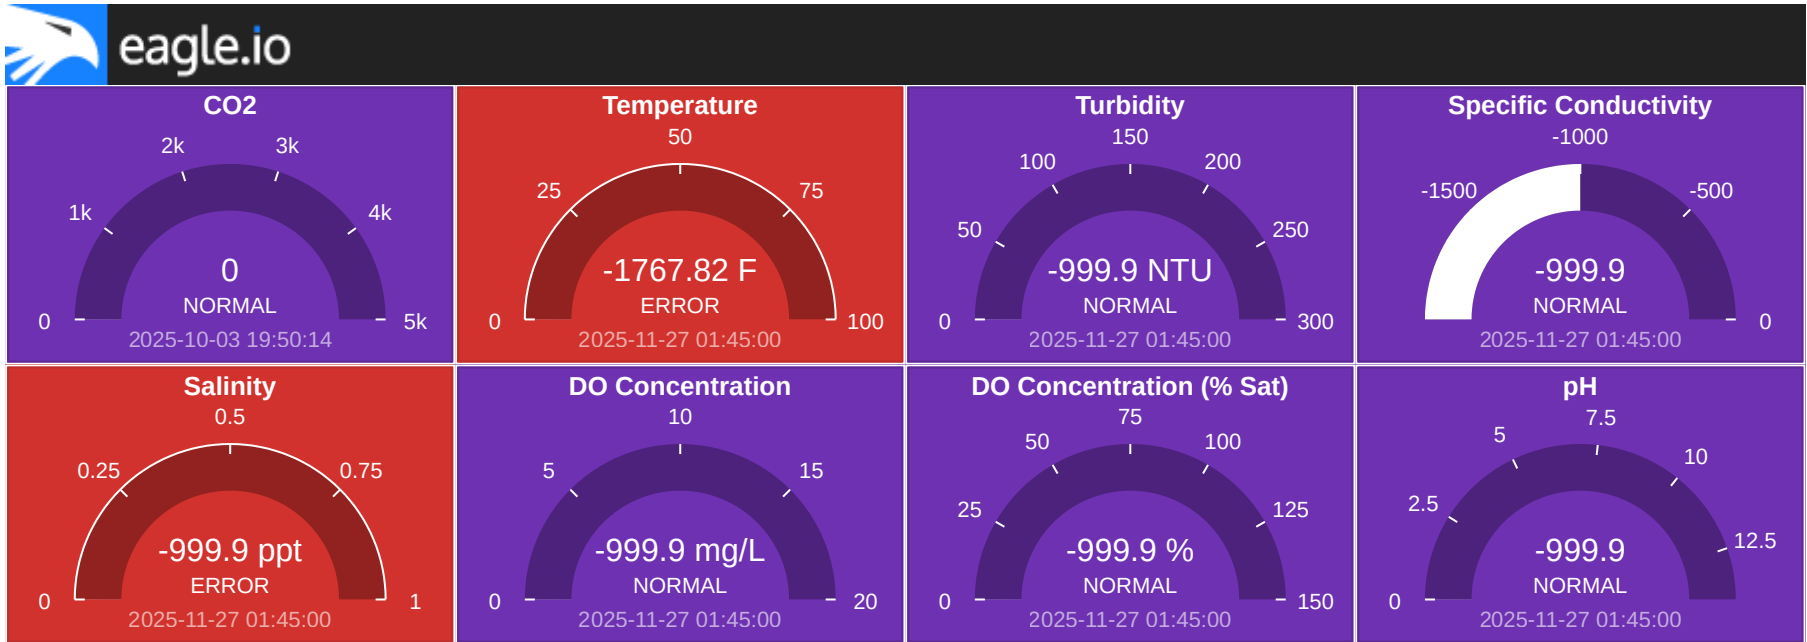 eagle.io
CO2
0
1k
2k
3k
4k
5k
0
NORMAL
2025-10-03 19:50:14
Temperature
0
25
50
75
100
-1767.82 F
ERROR
2025-11-27 01:45:00
Turbidity
0
50
100
150
200
250
300
-999.9 NTU
NORMAL
2025-11-27 01:45:00
Specific Conductivity
-1500
-1000
-500
0
-999.9
NORMAL
2025-11-27 01:45:00
Salinity
0
0.25
0.5
0.75
1
-999.9 ppt
ERROR
2025-11-27 01:45:00
DO Concentration
0
5
10
15
20
-999.9 mg/L
NORMAL
2025-11-27 01:45:00
DO Concentration (% Sat)
0
25
50
75
100
125
150
-999.9 %
NORMAL
2025-11-27 01:45:00
pH
0
2.5
5
7.5
10
12.5
-999.9
NORMAL
2025-11-27 01:45:00